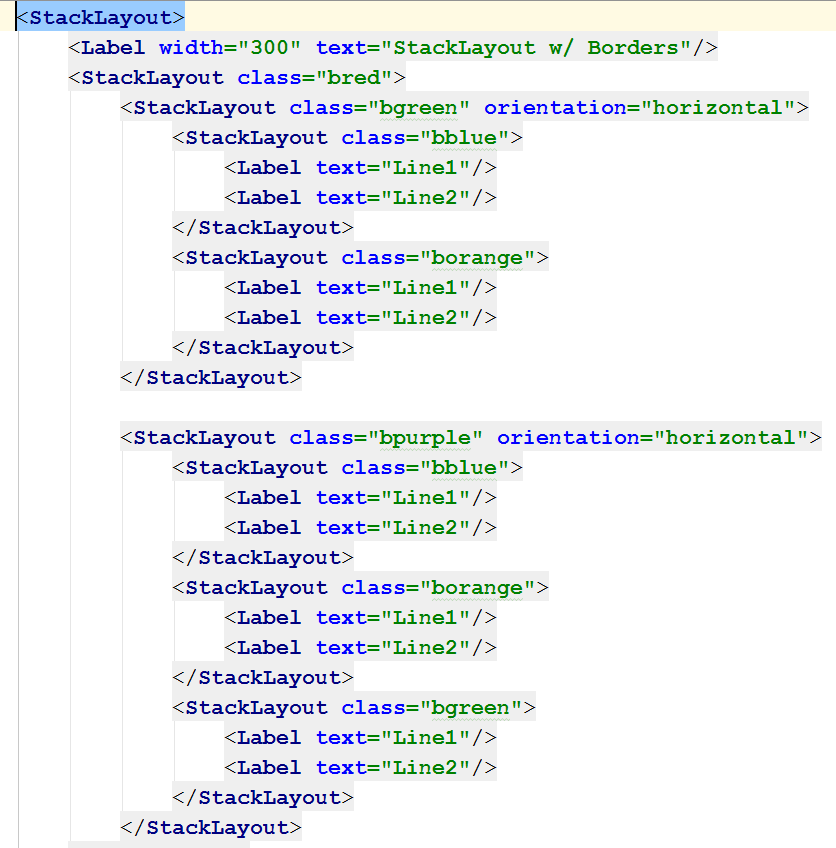 <StackLayout>
    <Label width="300" text="StackLayout w/ Borders"/>
    <StackLayout class="bred">
        <StackLayout class="bgreen" orientation="horizontal">
            <StackLayout class="bblue">
                <Label text="Line1"/>
                <Label text="Line2"/>
            </StackLayout>
            <StackLayout class="borange">
                <Label text="Line1"/>
                <Label text="Line2"/>
            </StackLayout>
        </StackLayout>

        <StackLayout class="bpurple" orientation="horizontal">
            <StackLayout class="bblue">
                <Label text="Line1"/>
                <Label text="Line2"/>
            </StackLayout>
            <StackLayout class="borange">
                <Label text="Line1"/>
                <Label text="Line2"/>
            </StackLayout>
            <StackLayout class="bgreen">
                <Label text="Line1"/>
                <Label text="Line2"/>
            </StackLayout>
        </StackLayout>